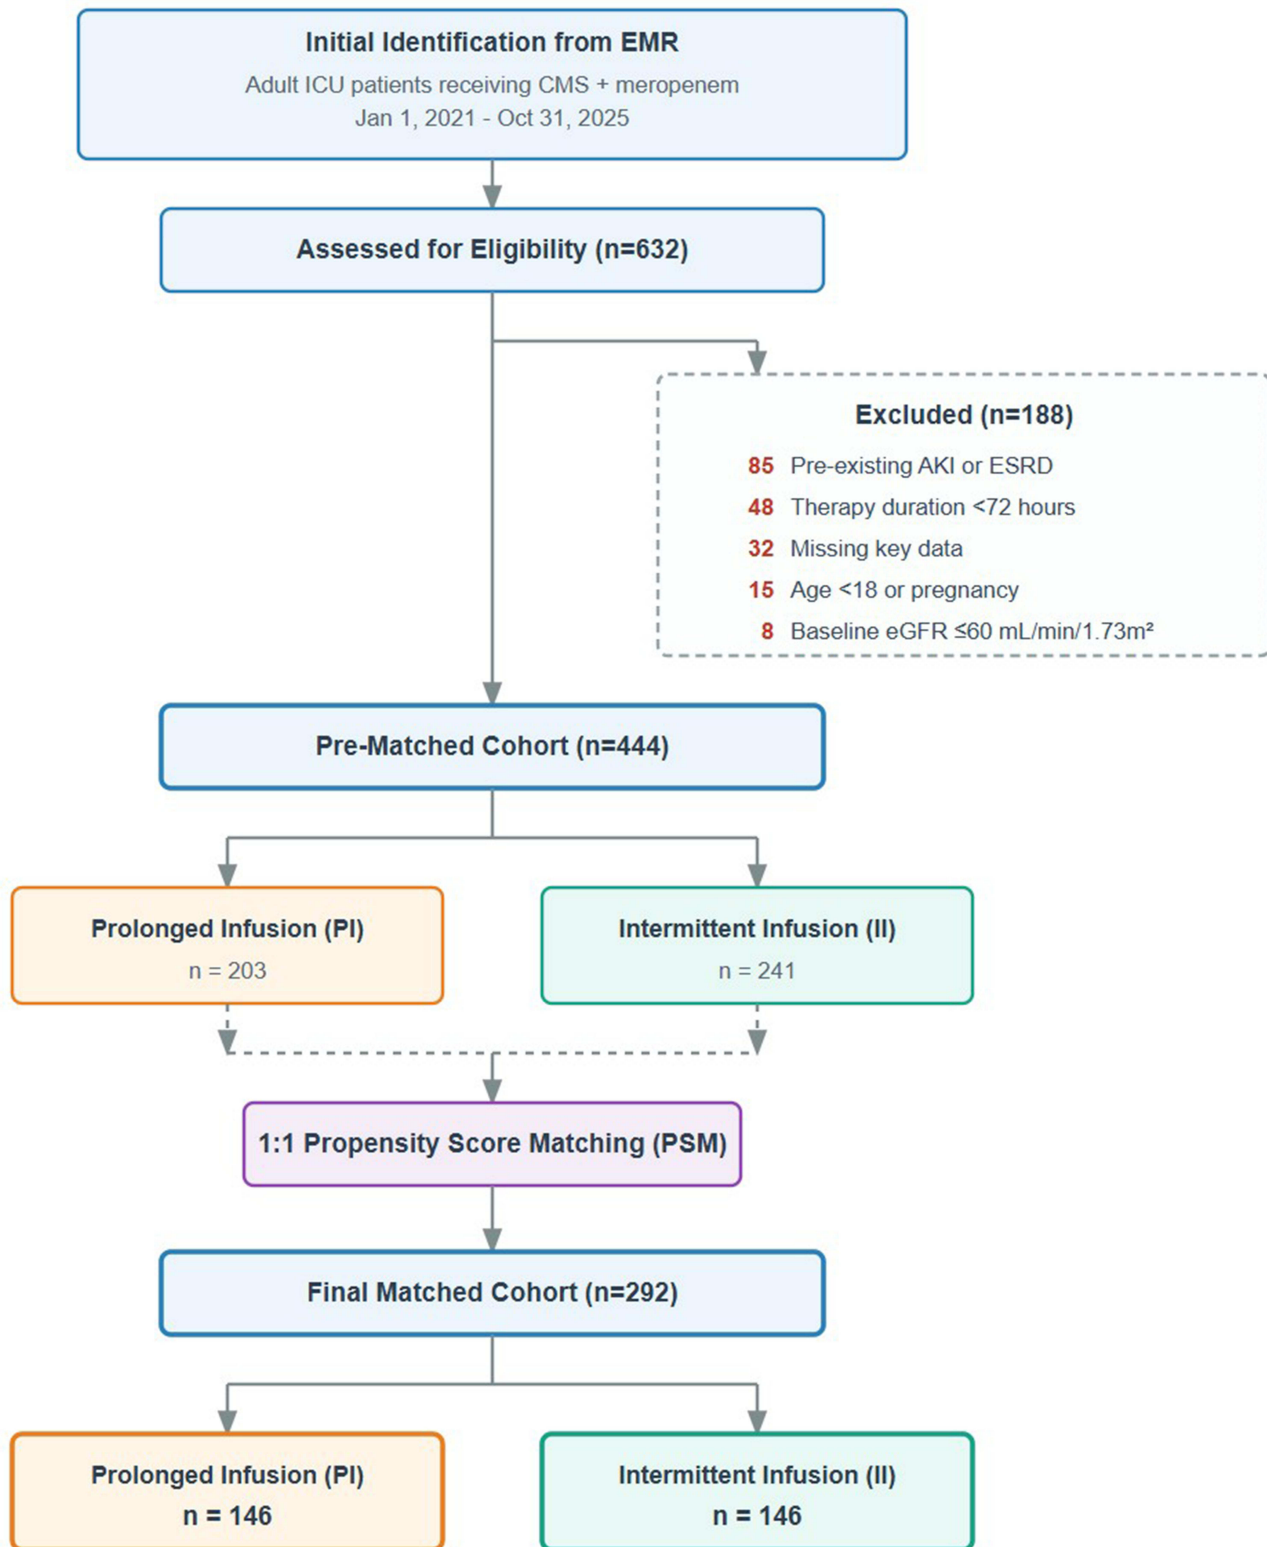 Initial Identification from EMR
Adult ICU patients receiving CMS + meropenem
Jan 1, 2021 - Oct 31, 2025
Assessed for Eligibility (n=632)
Excluded (n=188)
85 Pre-existing AKI or ESRD
48 Therapy duration <72 hours
32 Missing key data
15 Age <18 or pregnancy
8 Baseline eGFR ≤60 mL/min/1.73m²
Pre-Matched Cohort (n=444)
Prolonged Infusion (PI)
n = 203
Intermittent Infusion (II)
n = 241
1:1 Propensity Score Matching (PSM)
Final Matched Cohort (n=292)
Prolonged Infusion (PI)
n = 146
Intermittent Infusion (II)
n = 146